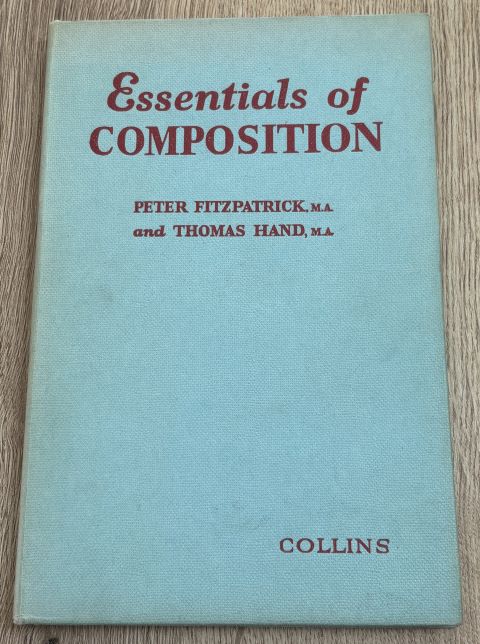 Essentials of
COMPOSITION
PETER FITZPATRICK, M.A.
and THOMAS HAND, M.A.
COLLINS